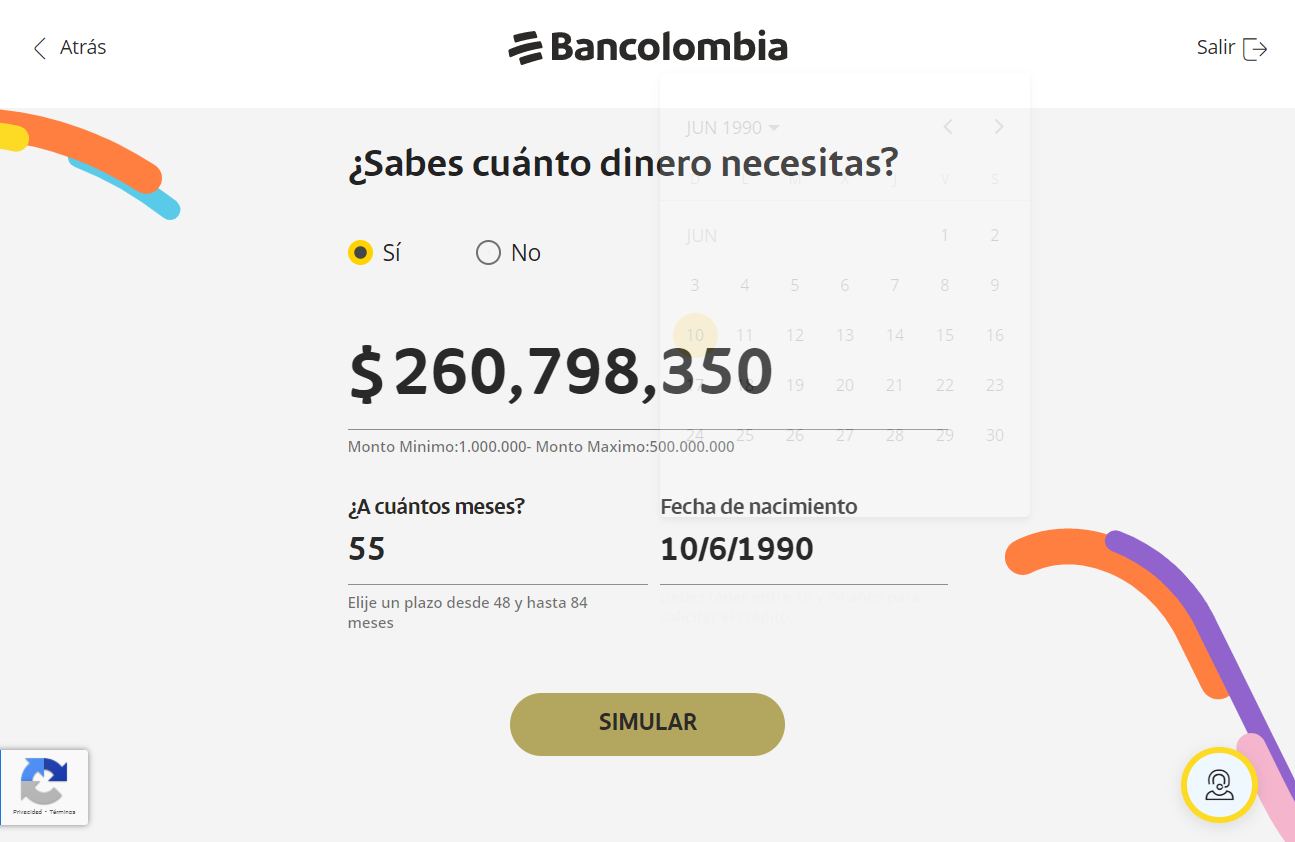 Atrás
Bancolombia
Salir
JUN 1990
¿Sabes cuánto dinero necesitas?
V S
Sí
No
JUN 1 2
3 4 5 6 7 8 9
10 11 12 13 14 15 16
$ 260,798,350
17 18 19 20 21 22 23
24 25 26 27 28 29 30
Monto Minimo:1.000.000- Monto Maximo:500.000.000
¿A cuántos meses?
Fecha de nacimiento
55
10/6/1990
Elije un plazo desde 48 y hasta 84
meses
SIMULAR
Privacidad - Términos